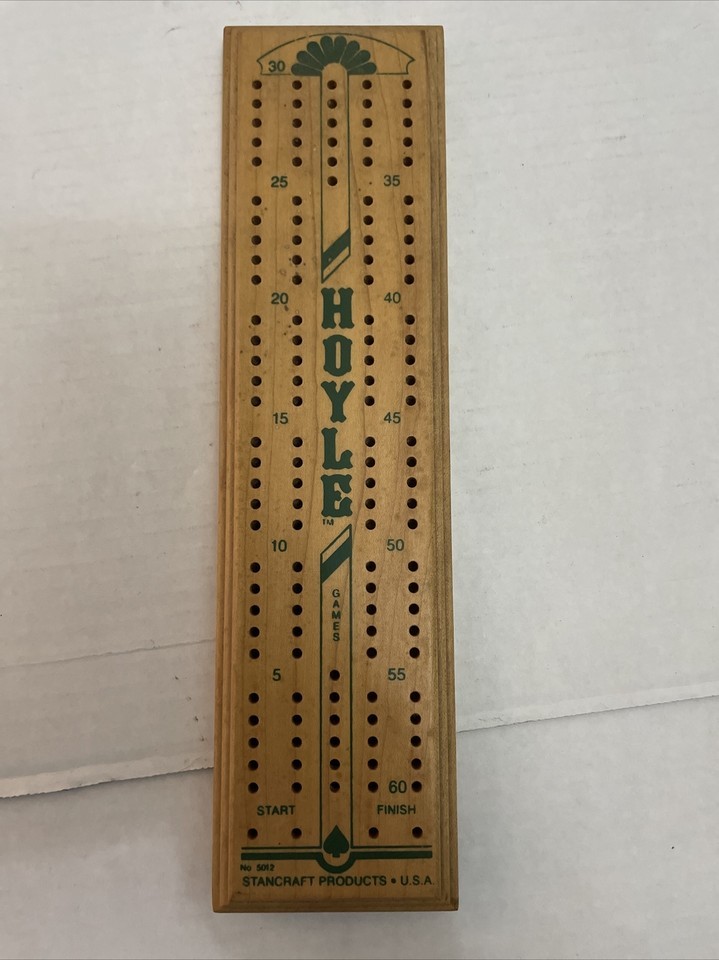 30
25 35
20 40
HOYLE
TM
15 45
10 50
GAMES
5 55
60
START FINISH
No 5012
STANCRAFT PRODUCTS • U.S.A.